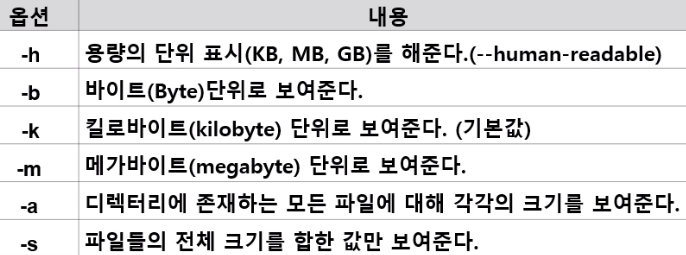 옵션 내용
-h 용량의 단위 표시(KB, MB, GB)를 해준다.(--human-readable)
-b 바이트(Byte)단위로 보여준다.
-k 킬로바이트(kilobyte) 단위로 보여준다. (기본값)
-m 메가바이트(megabyte) 단위로 보여준다.
-a 디렉터리에 존재하는 모든 파일에 대해 각각의 크기를 보여준다.
-s 파일들의 전체 크기를 합한 값만 보여준다.